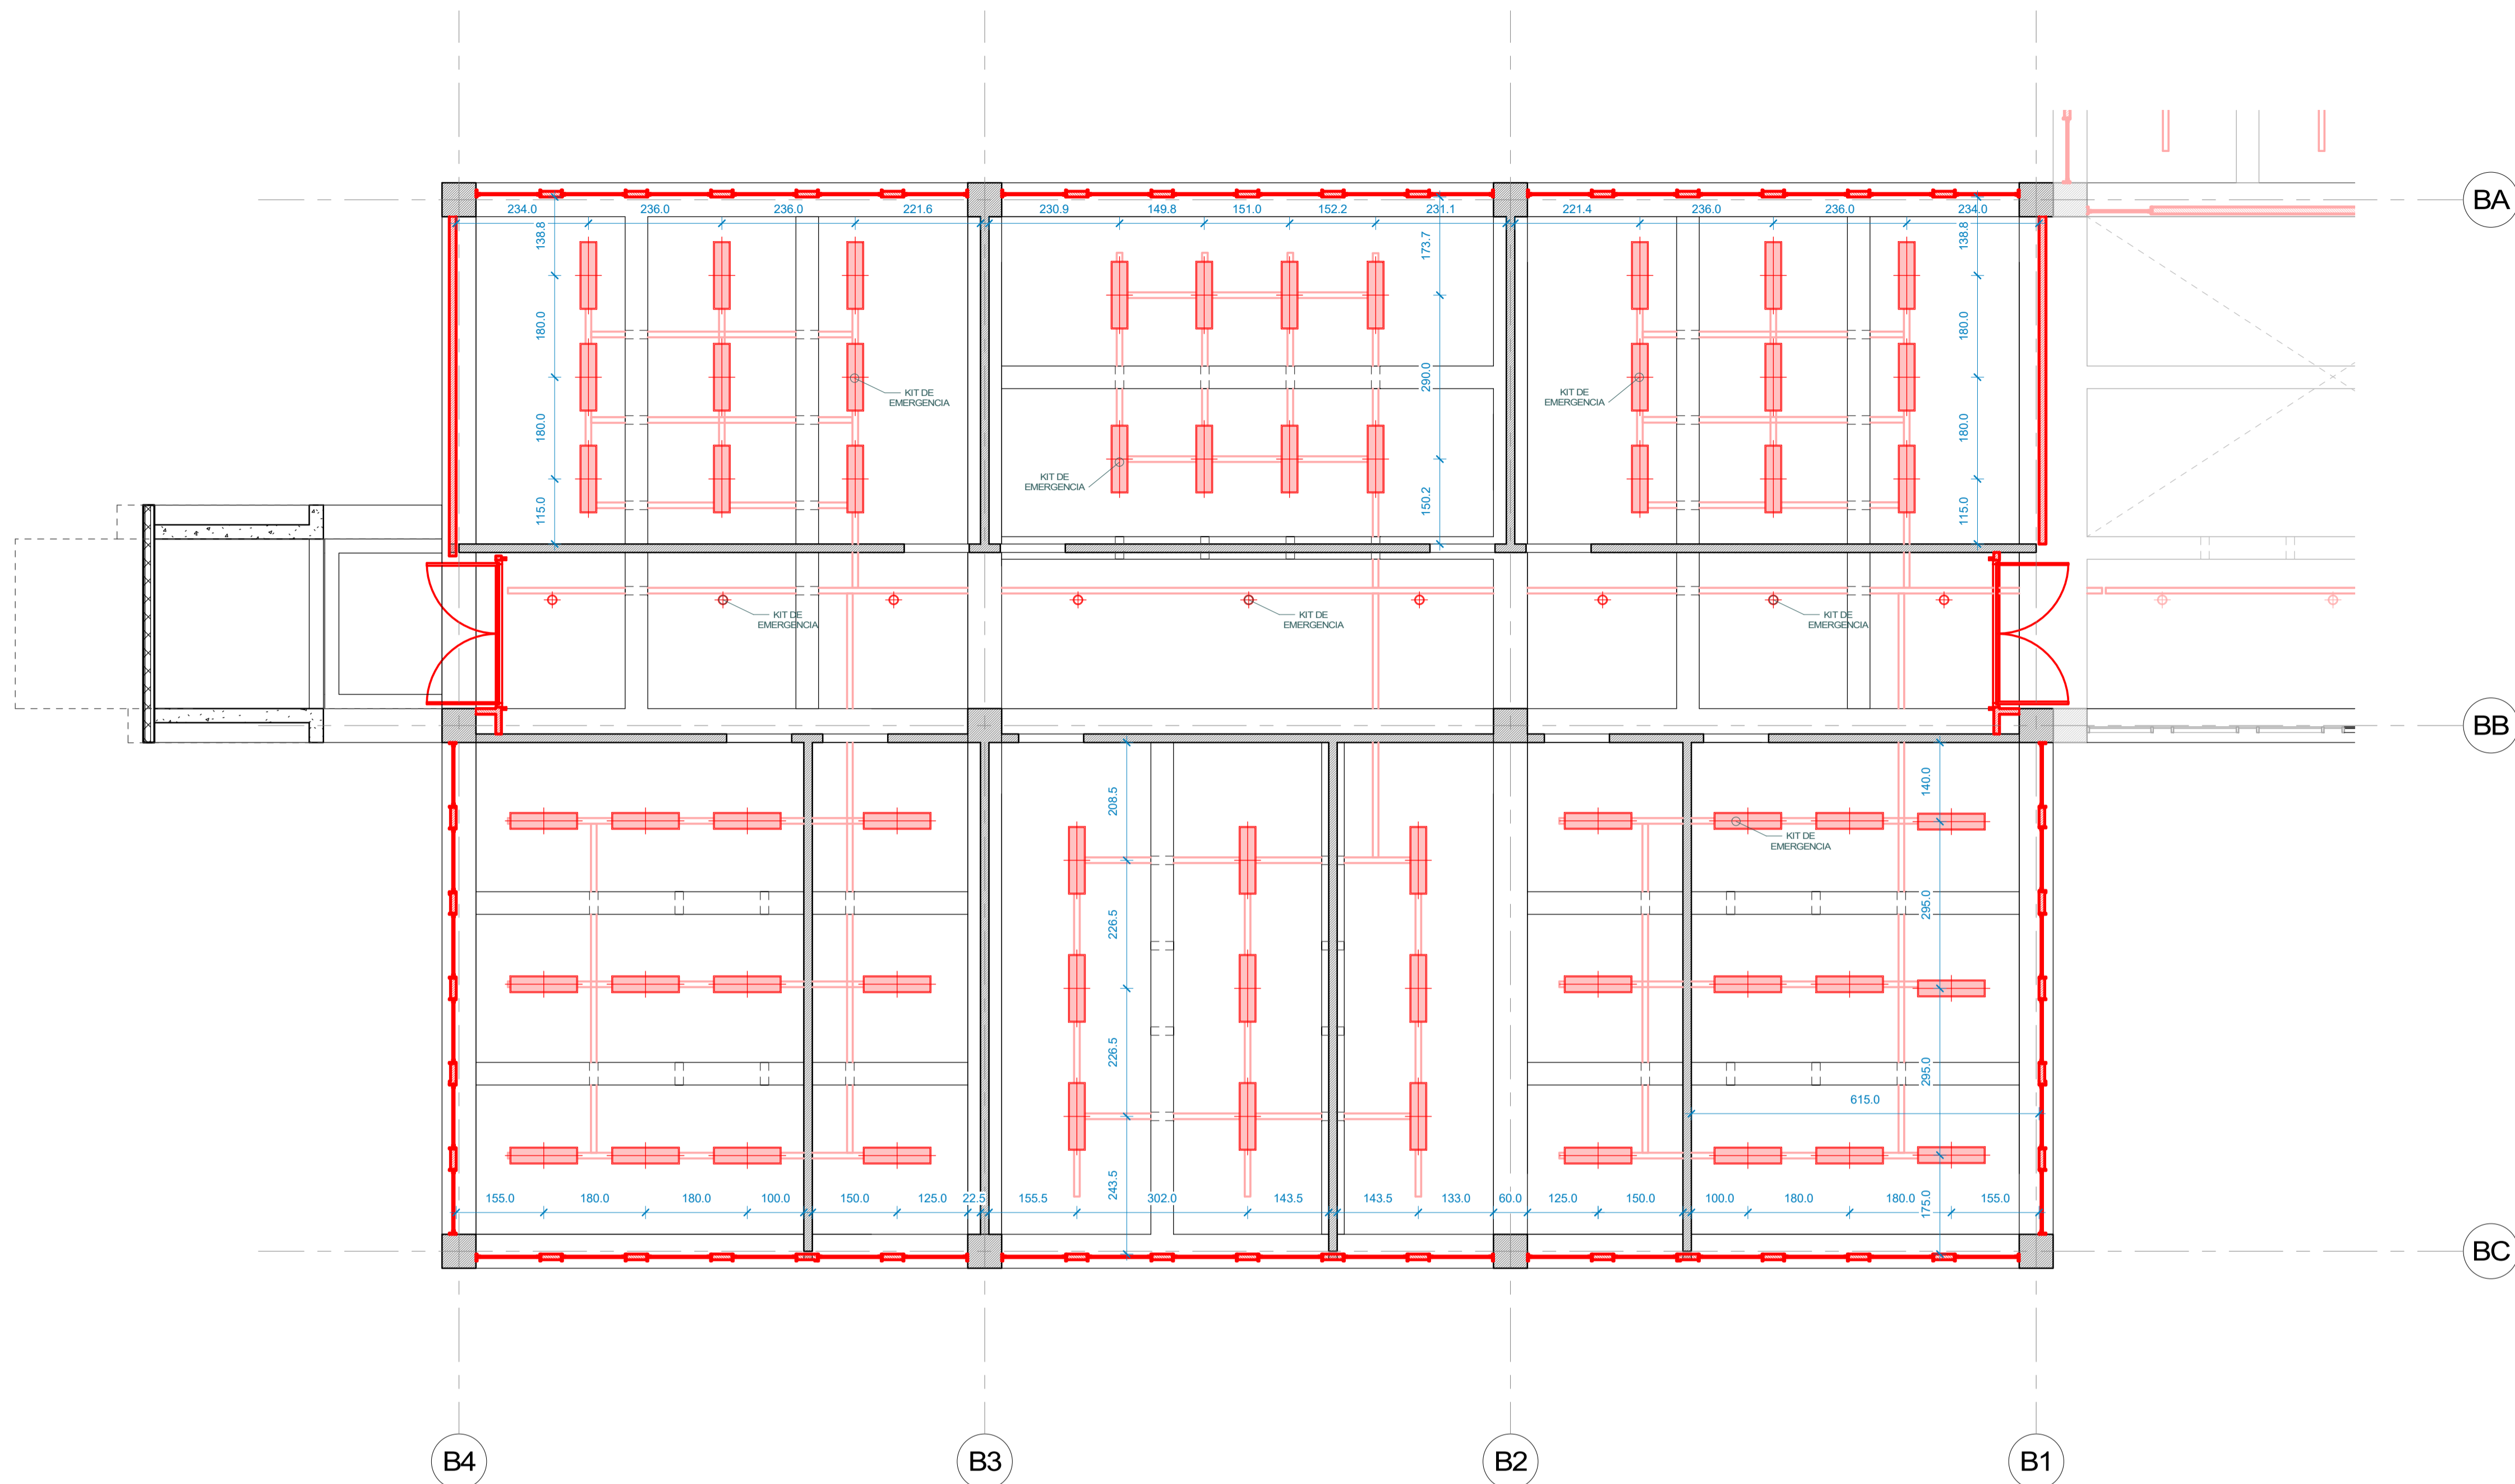 BA
234.0 236.0 236.0 221.6 230.9 149.8 151.0 152.2 231.1 221.4 236.0 236.0 234.0
138.8
173.7
138.8
180.0
180.0
290.0
KIT DE
EMERGENCIA
KIT DE
EMERGENCIA
180.0
180.0
KIT DE
EMERGENCIA
115.0
150.2
115.0
KIT DE
EMERGENCIA
KIT DE
EMERGENCIA
KIT DE
EMERGENCIA
BB
208.5
140.0
KIT DE
EMERGENCIA
226.5
295.0
226.5
295.0
615.0
243.5
175.0
155.0 180.0 180.0 100.0 150.0 125.0 22.5 155.5 302.0 143.5 143.5 133.0 60.0 125.0 150.0 100.0 180.0 180.0 155.0
BC
B4 B3 B2 B1